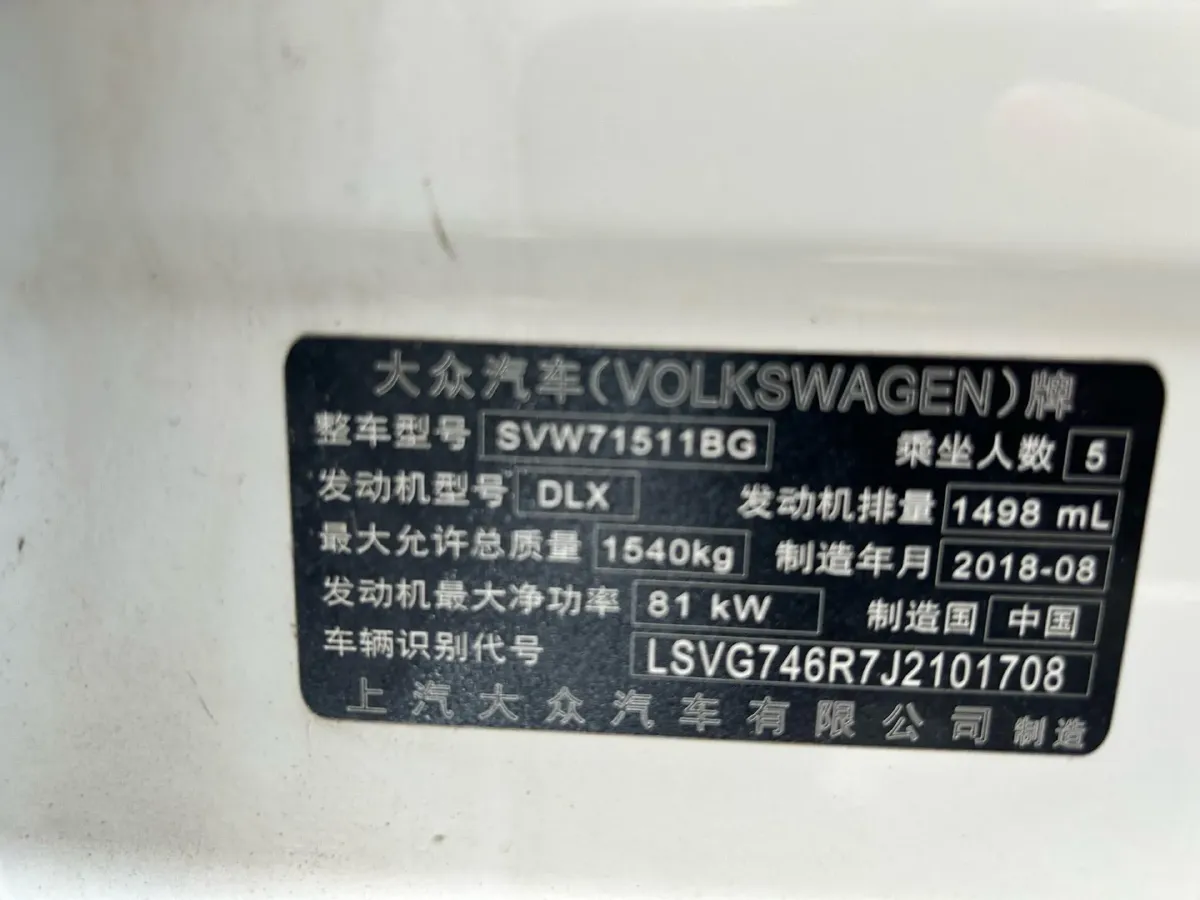 大众汽车(VOLKSWAGEN)牌
整车型号 SVW71511BG 乘坐人数 5
发动机型号 DLX 发动机排量 1498 mL
最大允许总质量 1540kg 制造年月 2018-08
发动机最大净功率 81 kW 制造国 中国
车辆识别代号 LSVG746R7J2101708
上汽大众汽车有限公司 制造